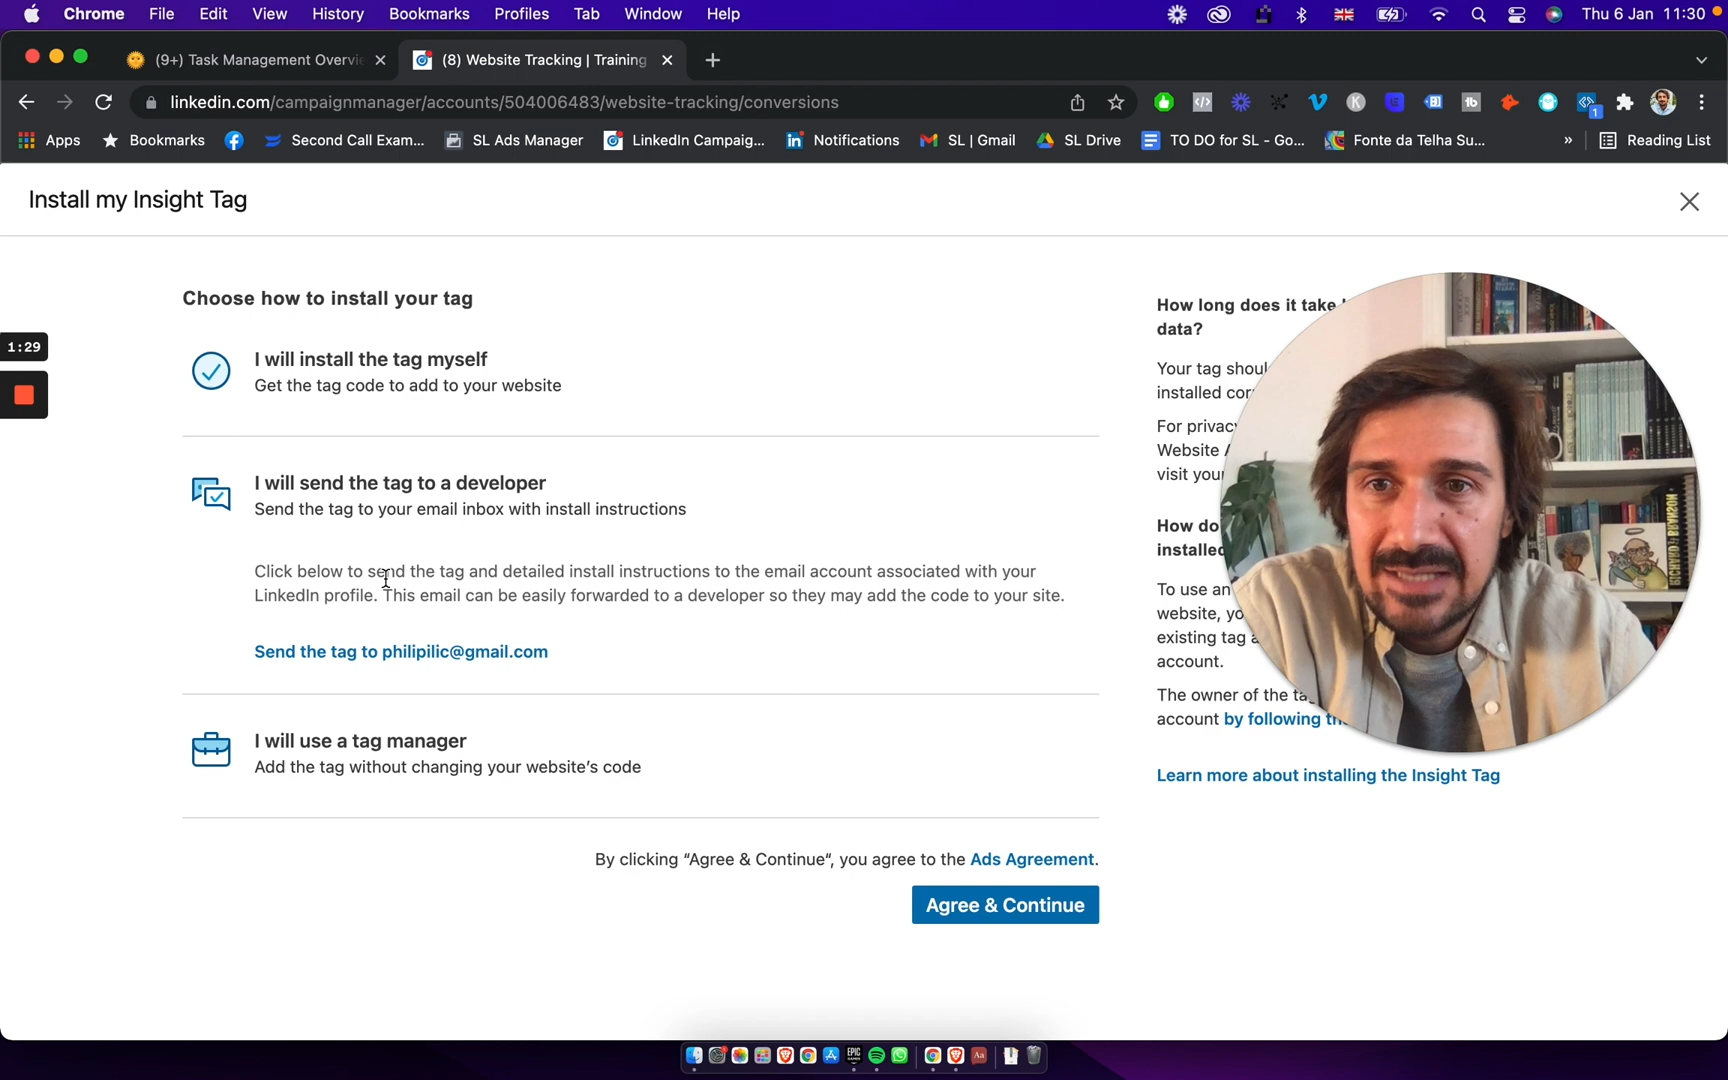 Chrome File Edit View History Bookmarks Profiles Tab Window Help Thu 6 Jan 11:30
(9+) Task Management Overvie
(8) Website Tracking | Training
linkedin.com/campaignmanager/accounts/504006483/website-tracking/conversions
Apps Bookmarks Second Call Exam... SL Ads Manager LinkedIn Campaig... Notifications SL | Gmail SL Drive TO DO for SL - Go... Fonte da Telha Su... » Reading List
Install my Insight Tag
Choose how to install your tag
1:29
I will install the tag myself
Get the tag code to add to your website
I will send the tag to a developer
Send the tag to your email inbox with install instructions
Click below to send the tag and detailed install instructions to the email account associated with your
LinkedIn profile. This email can be easily forwarded to a developer so they may add the code to your site.
Send the tag to philipilic@gmail.com
I will use a tag manager
Add the tag without changing your website's code
By clicking “Agree & Continue“, you agree to the Ads Agreement.
Agree & Continue
How long does it take
data?
Your tag shoul
installed cor
For privacy
Website
visit your
How do
installed
To use an
website, yo
existing tag
account.
The owner of the ta
account by following th
Learn more about installing the Insight Tag
EPIC GAMES
RICHARD BRANSON